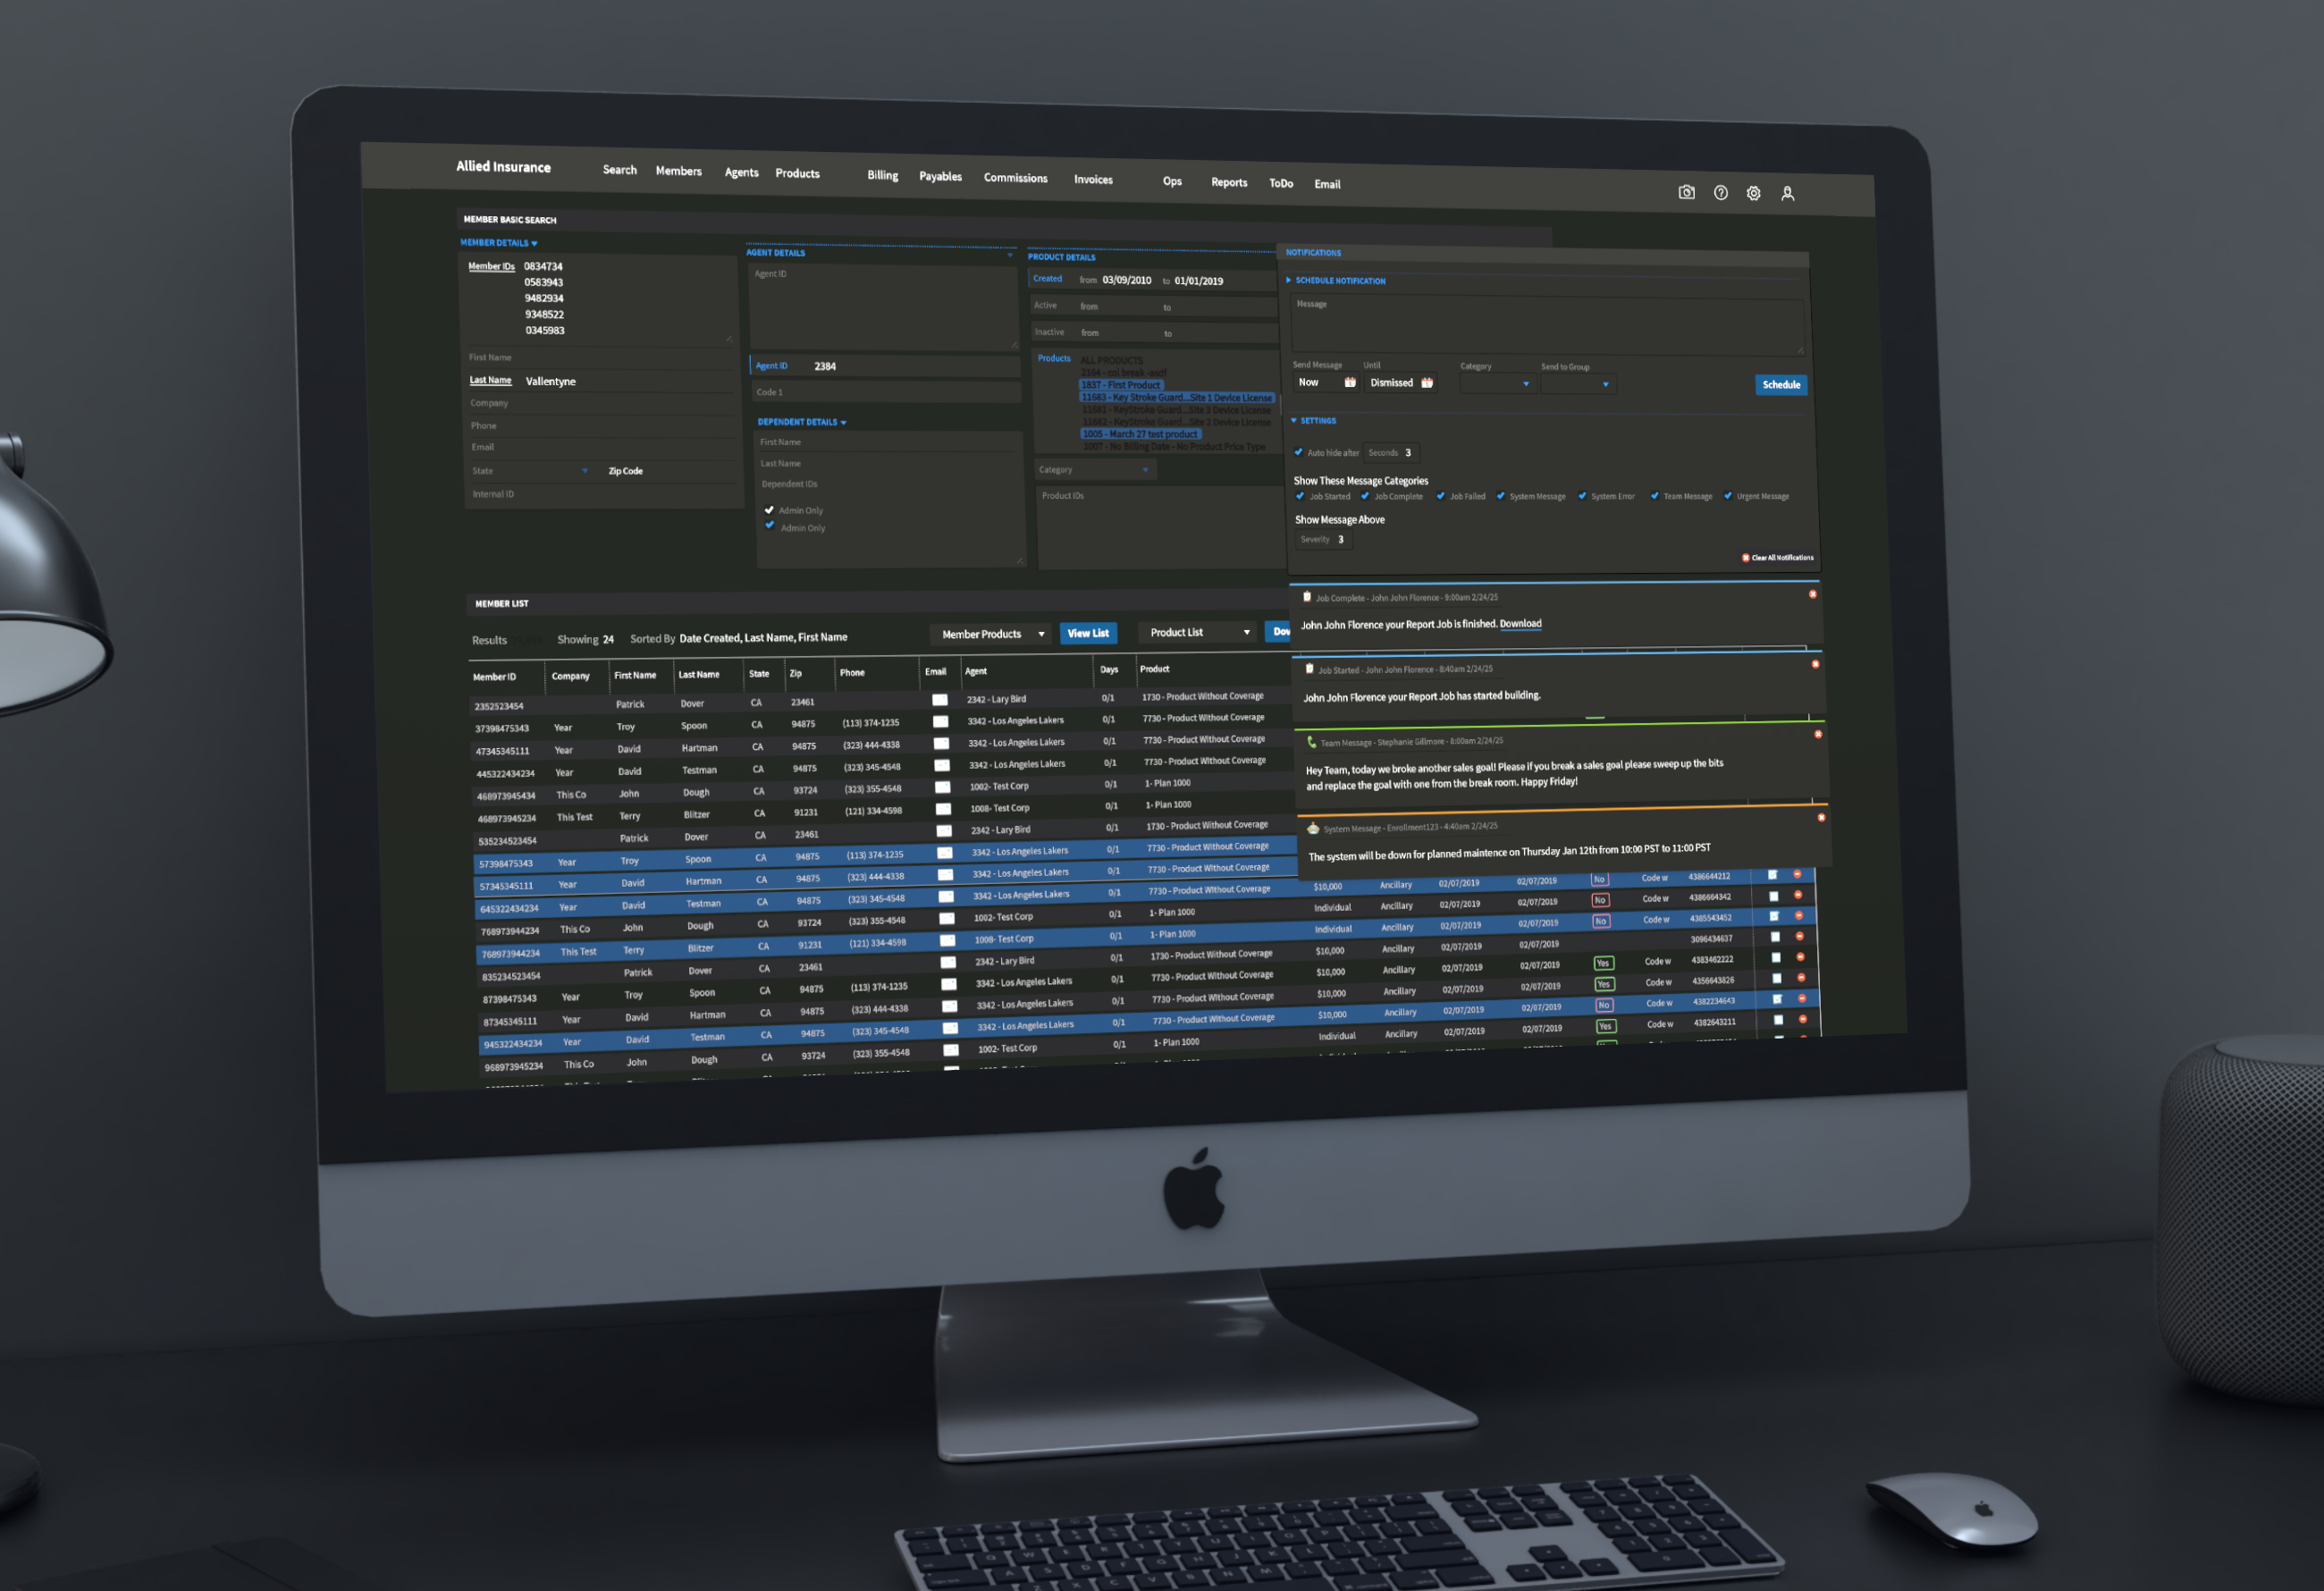 Allied Insurance Search Members Agents Products Billing Payables Commissions Invoices Ops Reports ToDo Email
MEMBER BASIC SEARCH
MEMBER DETAILS
Member IDs 0834734
0583943
9482934
9348522
0345983
First Name
Last Name Vallentyne
Company
Phone
Email
State Zip Code
Internal ID
AGENT DETAILS
Agent ID
Agent ID 2384
Code 1
DEPENDENT DETAILS
First Name
Last Name
Dependent IDs
Admin Only
Admin Only
PRODUCT DETAILS
Created from 03/09/2010 to 01/01/2019
Active from to
Inactive from to
Products ALL PRODUCTS
2164 - col break -asdf
1837 - First Product
11683 - Key Stroke Guard...Site 1 Device License
11681 - KeyStroke Guard...Site 3 Device License
11682 - KeyStroke Guard...Site 2 Device License
1005 - March 27 test product
1007 - No Billing Date - No Product Price Type
Category
Product IDs
NOTIFICATIONS
SCHEDULE NOTIFICATION
Message
Send Message Until Category Send to Group
Now Dismissed Schedule
SETTINGS
Auto hide after Seconds 3
Show These Message Categories
Job Started Job Complete Job Failed System Message System Error Team Message Urgent Message
Show Message Above
Severity 3
Clear All Notifications
Job Complete - John John Florence - 9:00am 2/24/25
John John Florence your Report Job is finished. Download
Job Started - John John Florence - 8:40am 2/24/25
John John Florence your Report Job has started building.
Team Message - Stephanie Gillmore - 8:00am 2/24/25
Hey Team, today we broke another sales goal! Please if you break a sales goal please sweep up the bits
and replace the goal with one from the break room. Happy Friday!
System Message - Enrollment123 - 4:40am 2/24/25
The system will be down for planned maintence on Thursday Jan 12th from 10:00 PST to 11:00 PST
MEMBER LIST
Results Showing 24 Sorted By Date Created, Last Name, First Name Member Products View List Product List Dow
Member ID Company First Name Last Name State Zip Phone Email Agent Days Product
2352523454 Patrick Dover CA 23461 2342 - Lary Bird 0/1 1730 - Product Without Coverage
37398475343 Year Troy Spoon CA 94875 (113) 374-1235 3342 - Los Angeles Lakers 0/1 7730 - Product Without Coverage
47345345111 Year David Hartman CA 94875 (323) 444-4338 3342 - Los Angeles Lakers 0/1 7730 - Product Without Coverage
445322434234 Year David Testman CA 94875 (323) 345-4548 3342 - Los Angeles Lakers 0/1 7730 - Product Without Coverage
468973945434 This Co John Dough CA 93724 (323) 355-4548 1002- Test Corp 0/1 1- Plan 1000
468973945234 This Test Terry Blitzer CA 91231 (121) 334-4598 1008- Test Corp 0/1 1- Plan 1000
535234523454 Patrick Dover CA 23461 2342 - Lary Bird 0/1 1730 - Product Without Coverage
57398475343 Year Troy Spoon CA 94875 (113) 374-1235 3342 - Los Angeles Lakers 0/1 7730 - Product Without Coverage
57345345111 Year David Hartman CA 94875 (323) 444-4338 3342 - Los Angeles Lakers 0/1 7730 - Product Without Coverage
645322434234 Year David Testman CA 94875 (323) 345-4548 3342 - Los Angeles Lakers 0/1 7730 - Product Without Coverage $10,000 Ancillary 02/07/2019 02/07/2019 No Code w 4386644212
768973944234 This Co John Dough CA 93724 (323) 355-4548 1002- Test Corp 0/1 1- Plan 1000 Individual Ancillary 02/07/2019 02/07/2019 No Code w 4386664342
768973944234 This Test Terry Blitzer CA 91231 (121) 334-4598 1008- Test Corp 0/1 1- Plan 1000 Individual Ancillary 02/07/2019 02/07/2019 No Code w 4385543452
835234523454 Patrick Dover CA 23461 2342 - Lary Bird 0/1 1730 - Product Without Coverage $10,000 Ancillary 02/07/2019 02/07/2019 3096434637
87398475343 Year Troy Spoon CA 94875 (113) 374-1235 3342 - Los Angeles Lakers 0/1 7730 - Product Without Coverage $10,000 Ancillary 02/07/2019 02/07/2019 Yes Code w 4383462222
87345345111 Year David Hartman CA 94875 (323) 444-4338 3342 - Los Angeles Lakers 0/1 7730 - Product Without Coverage $10,000 Ancillary 02/07/2019 02/07/2019 Yes Code w 4356643826
945322434234 Year David Testman CA 94875 (323) 345-4548 3342 - Los Angeles Lakers 0/1 7730 - Product Without Coverage $10,000 Ancillary 02/07/2019 02/07/2019 No Code w 4382234643
968973945234 This Co John Dough CA 93724 (323) 355-4548 1002- Test Corp 0/1 1- Plan 1000 Individual Ancillary 02/07/2019 02/07/2019 Yes Code w 4382643211